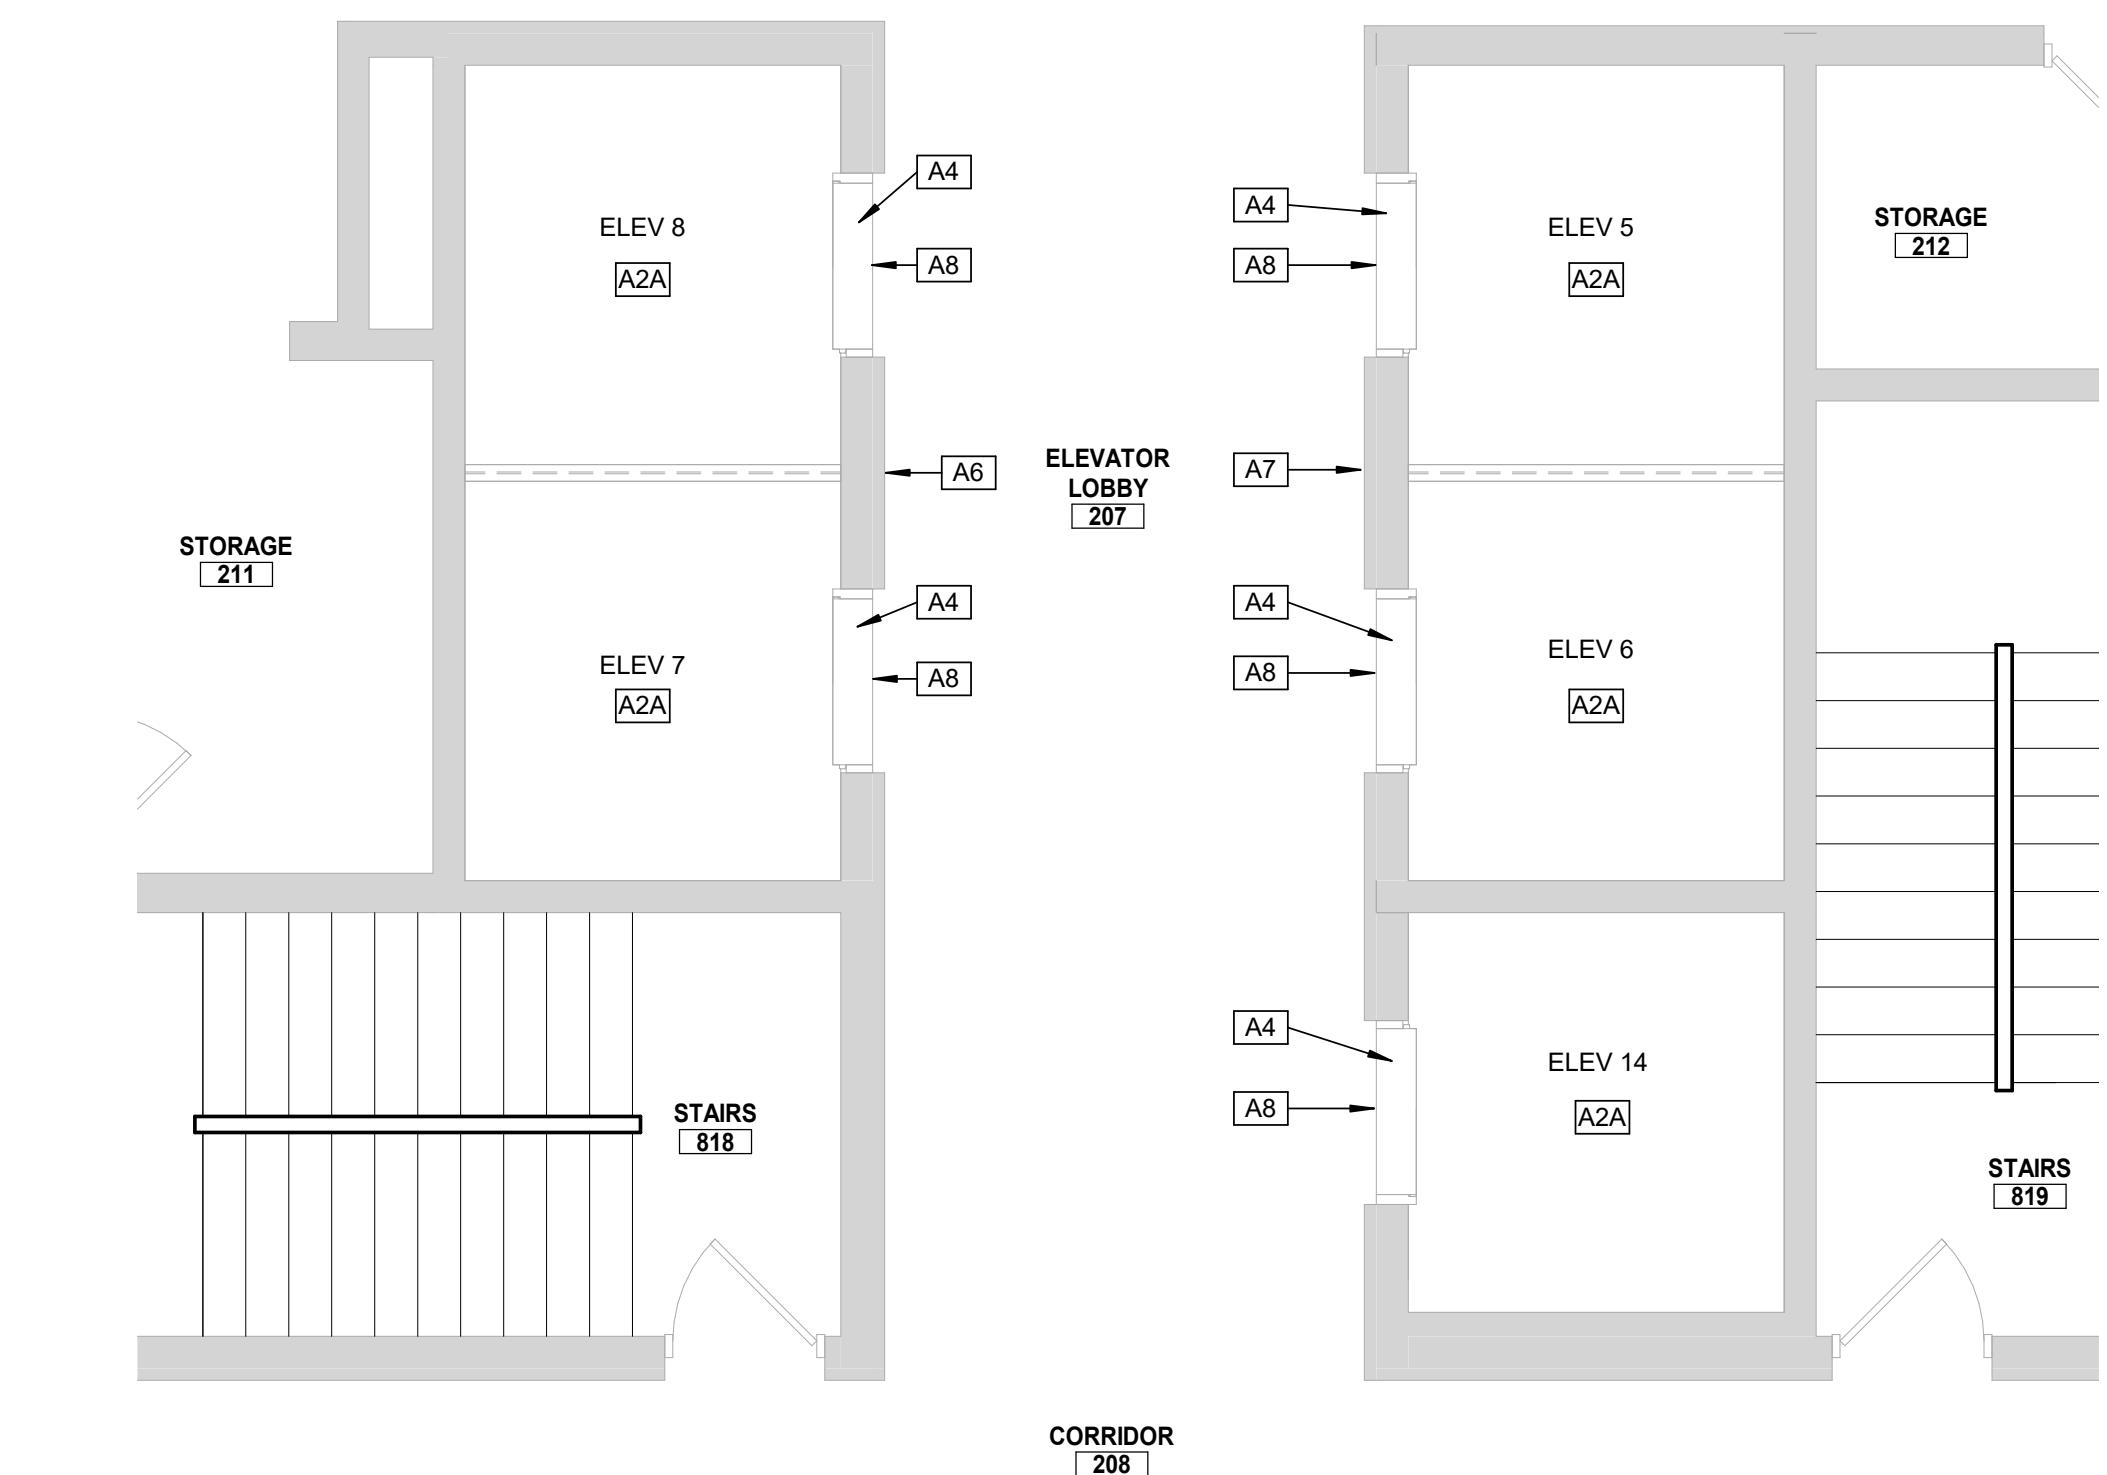 A4
A4
STORAGE
212
ELEV 8
ELEV 5
A8
A8
A2A
A2A
ELEVATOR
LOBBY
207
A6
A7
STORAGE
211
A4
A4
ELEV 7
ELEV 6
A8
A8
A2A
A2A
A4
ELEV 14
A8
A2A
STAIRS
818
STAIRS
819
CORRIDOR
208